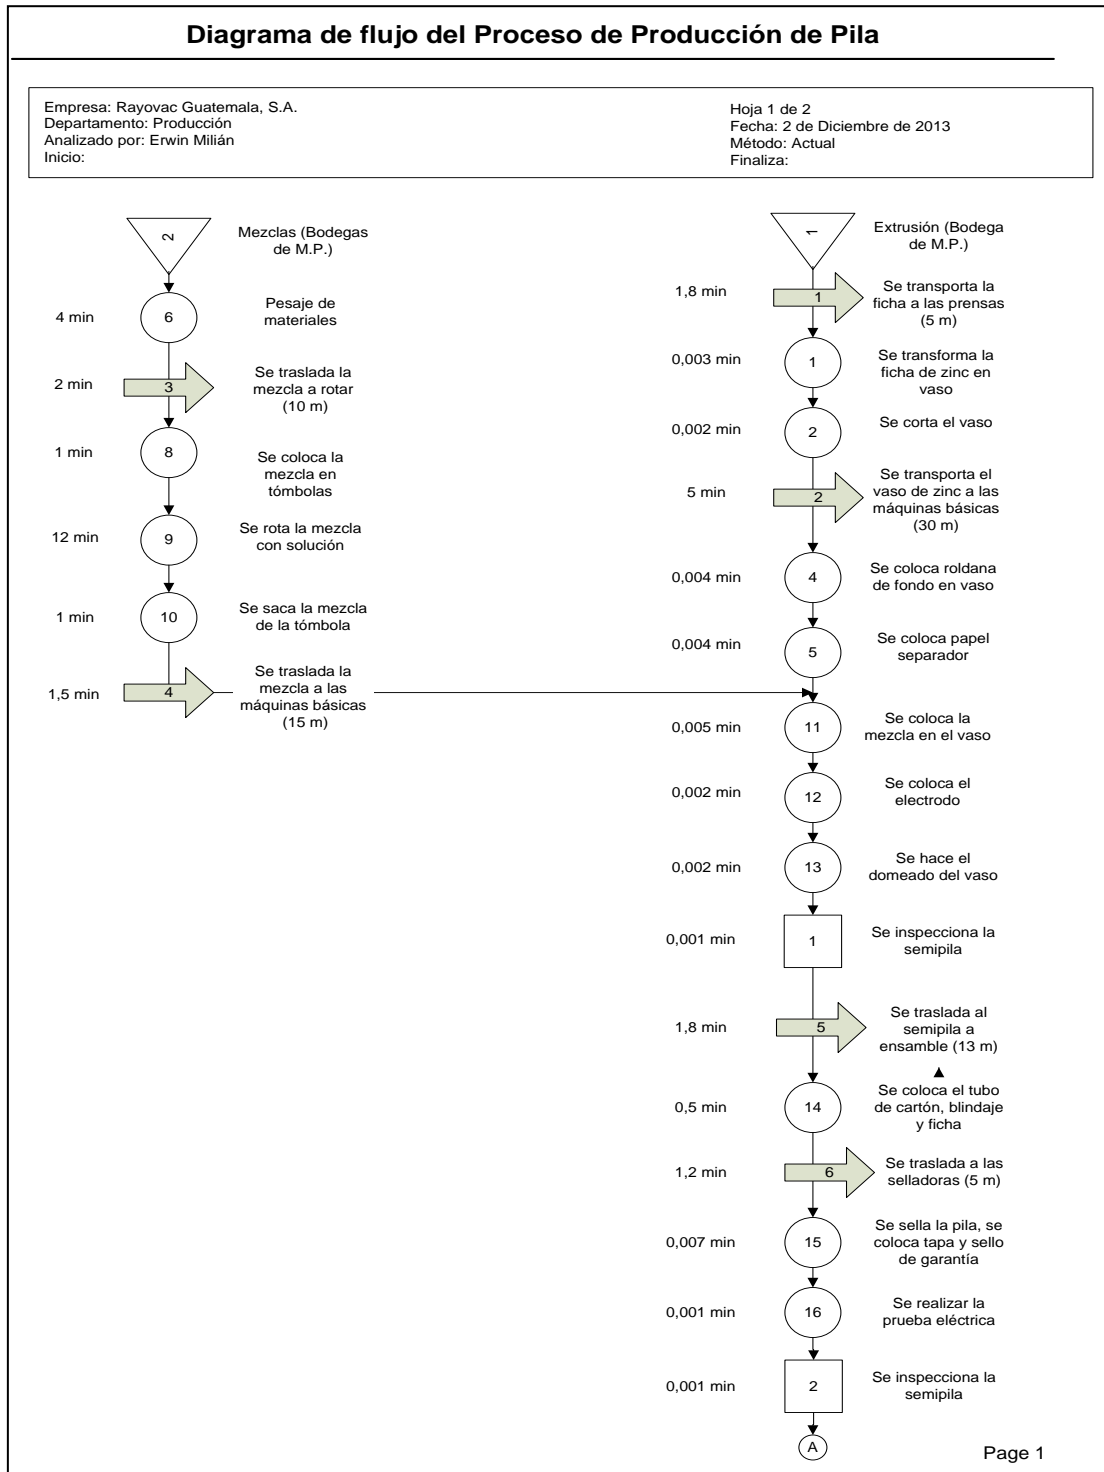 Diagrama de flujo del Proceso de Producción de Pila
Empresa: Rayovac Guatemala, S.A.
Departamento: Producción
Analizado por: Erwin Milián
Inicio:
Hoja 1 de 2
Fecha: 2 de Diciembre de 2013
Método: Actual
Finaliza:
2
Mezclas (Bodegas
de M.P.)
4 min
6
Pesaje de
materiales
2 min
3
Se traslada la
mezcla a rotar
(10 m)
1 min
8
Se coloca la
mezcla en
tómbolas
12 min
9
Se rota la mezcla
con solución
1 min
10
Se saca la mezcla
de la tómbola
1,5 min
4
Se traslada la
mezcla a las
máquinas básicas
(15 m)
1
Extrusión (Bodega
de M.P.)
1,8 min
1
Se transporta la
ficha a las prensas
(5 m)
0,003 min
1
Se transforma la
ficha de zinc en
vaso
0,002 min
2
Se corta el vaso
5 min
2
Se transporta el
vaso de zinc a las
máquinas básicas
(30 m)
0,004 min
4
Se coloca roldana
de fondo en vaso
0,004 min
5
Se coloca papel
separador
0,005 min
11
Se coloca la
mezcla en el vaso
0,002 min
12
Se coloca el
electrodo
0,002 min
13
Se hace el
domeado del vaso
0,001 min
1
Se inspecciona la
semipila
1,8 min
5
Se traslada al
semipila a
ensamble (13 m)
0,5 min
14
Se coloca el tubo
de cartón, blindaje
y ficha
1,2 min
6
Se traslada a las
selladoras (5 m)
0,007 min
15
Se sella la pila, se
coloca tapa y sello
de garantía
0,001 min
16
Se realizar la
prueba eléctrica
0,001 min
2
Se inspecciona la
semipila
A
Page 1